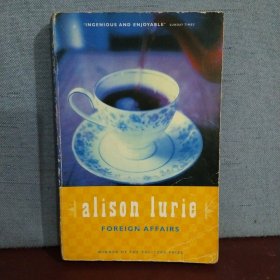 'INGENIOUS AND ENJOYABLE' SUNDAY TIMES
alison lurie
FOREIGN AFFAIRS
WINNER OF THE PULITZER PRIZE